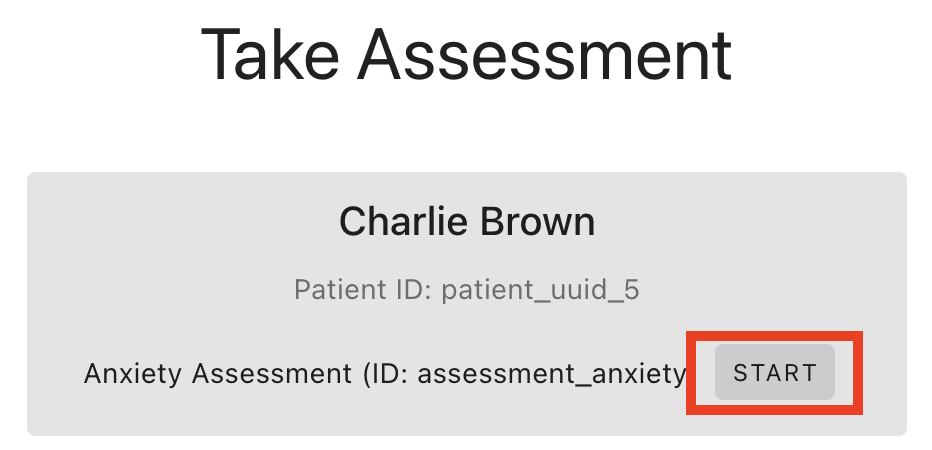 Take Assessment
Charlie Brown
Patient ID: patient_uuid_5
Anxiety Assessment (ID: assessment_anxiety START